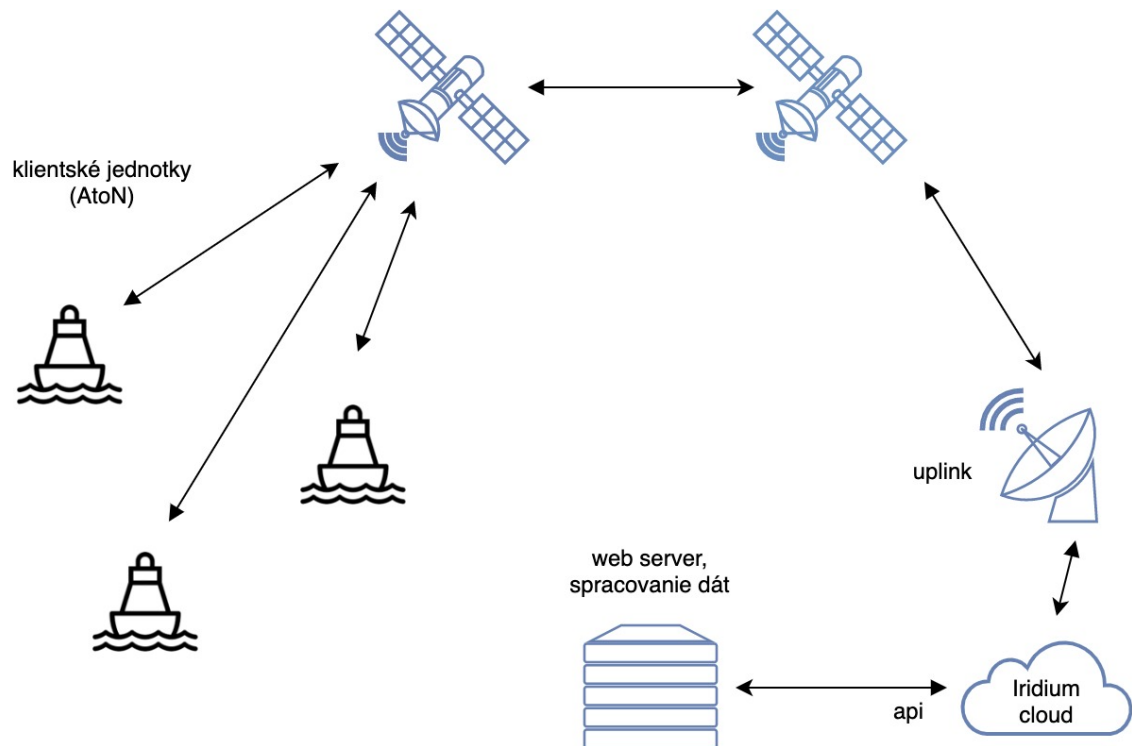 klientské jednotky
(AtoN)
uplink
web server,
spracovanie dát
api
Iridium
cloud